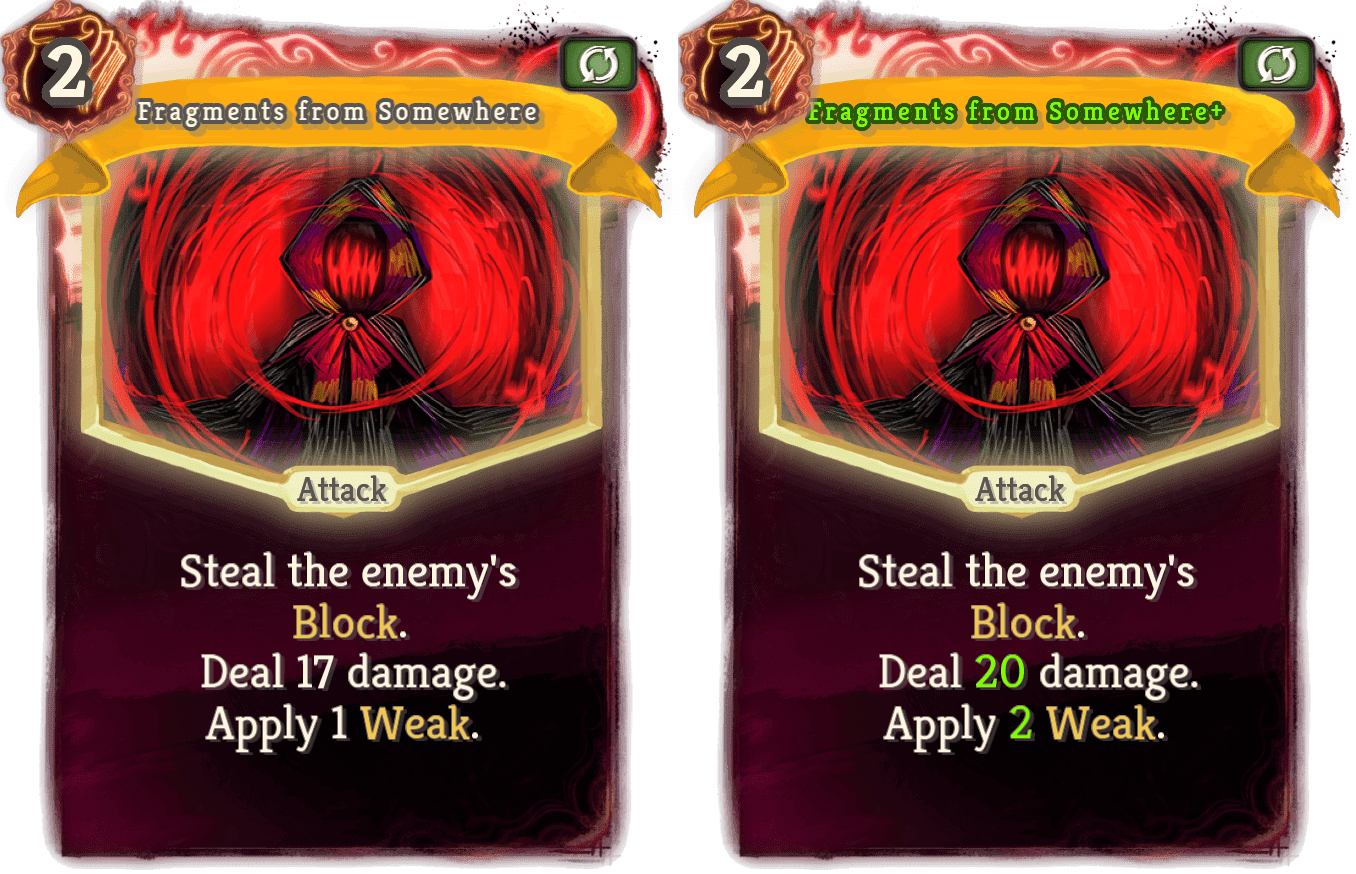 2
Fragments from Somewhere
Attack
Steal the enemy's
Block.
Deal 17 damage.
Apply 1 Weak.
2
Fragments from Somewhere+
Attack
Steal the enemy's
Block.
Deal 20 damage.
Apply 2 Weak.